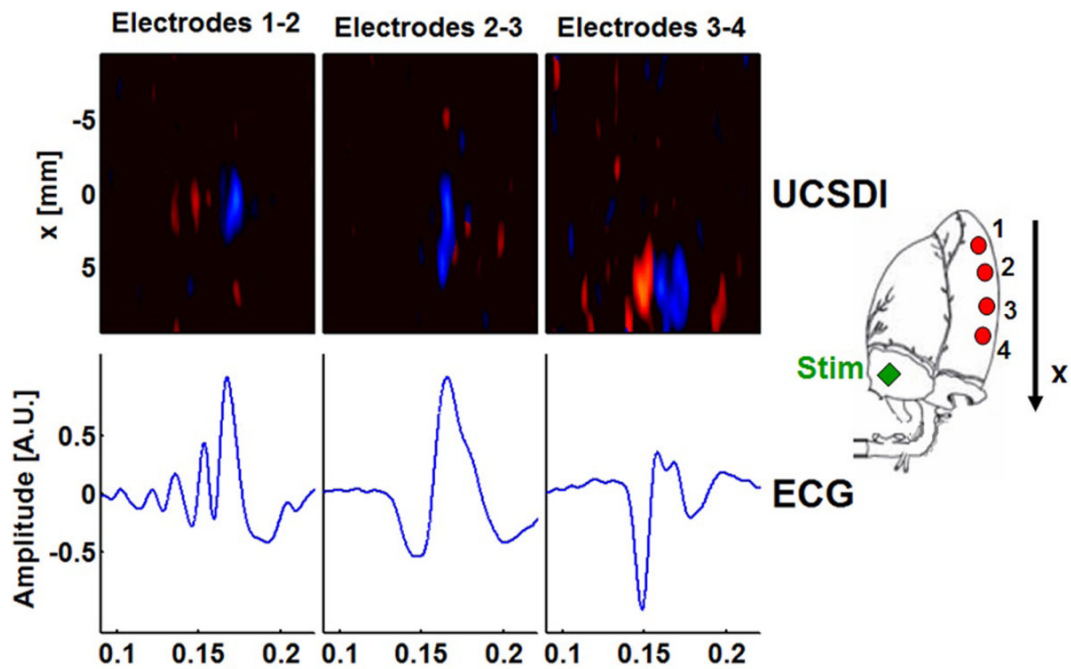 Electrodes 1-2 Electrodes 2-3 Electrodes 3-4
-5
0
5
x [mm]
UCSDI
1
2
3
4
Stim
x
0.5
0
-0.5
Amplitude [A.U.]
ECG
0.1 0.15 0.2 0.1 0.15 0.2 0.1 0.15 0.2